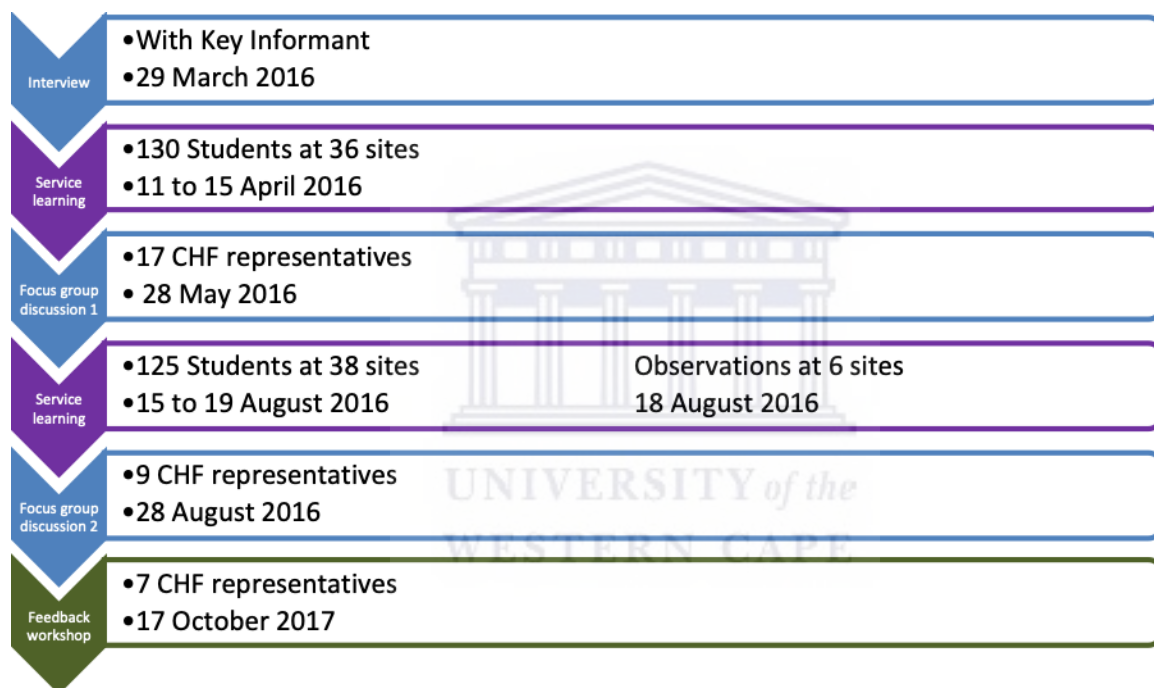 Interview
•With Key Informant
•29 March 2016
Service
learning
•130 Students at 36 sites
•11 to 15 April 2016
Focus group
discussion 1
•17 CHF representatives
• 28 May 2016
Service
learning
•125 Students at 38 sites
•15 to 19 August 2016
Observations at 6 sites
18 August 2016
Focus group
discussion 2
•9 CHF representatives
•28 August 2016
Feedback
workshop
•7 CHF representatives
•17 October 2017
UNIVERSITY of the
WESTERN CAPE